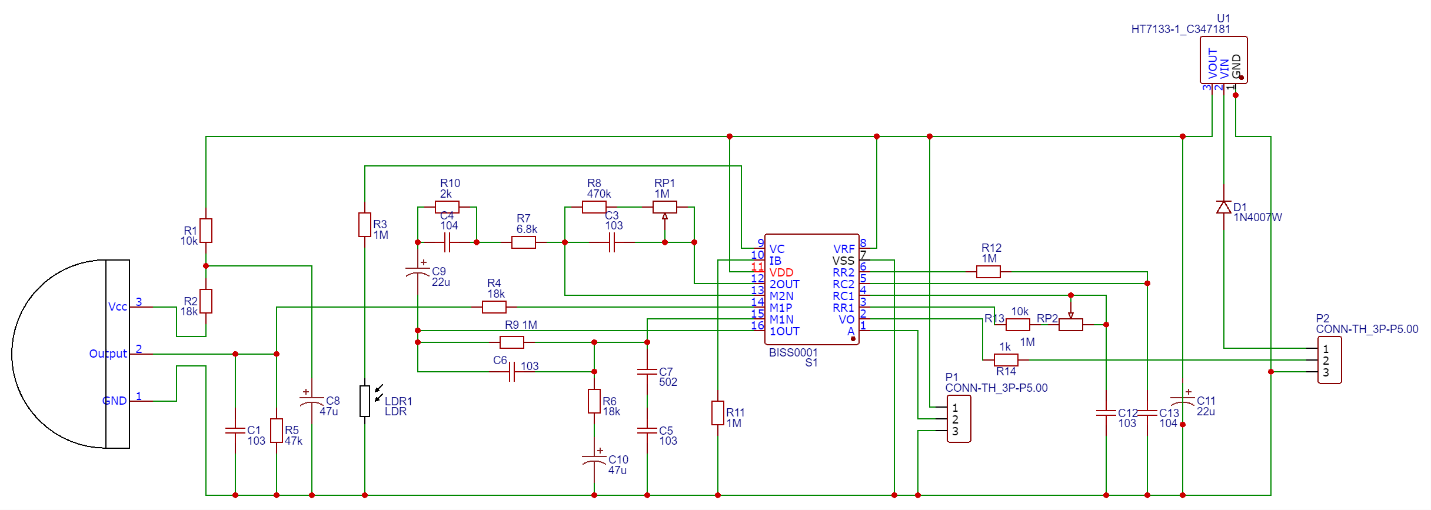 U1
HT7133-1_C347181
VOUT
VIN
GND
3
2
1
R10
2k
C4
104
R8
470k
RP1
1M
R7
6.8k
C3
103
R3
1M
R1
10k
D1
1N4007W
9 VC
10 IB
11 VDD
12 2OUT
13 M2N
14 M1P
15 M1N
16 1OUT
VRF 8
VSS 7
RR2 6
RC2 5
RC1 4
RR1 3
VO 2
A 1
BISS0001
S1
R12
1M
C9
22u
R4
18k
R2
18k
Vcc 3
Output 2
GND 1
R13
10k
RP2
1M
1k
R14
P2
CONN-TH_3P-P5.00
1
2
3
R9 1M
C6
103
C7
502
P1
CONN-TH_3P-P5.00
1
2
3
C8
47u
LDR1
LDR
R6
18k
R11
1M
C12
103
C13
104
C11
22u
C1
103
R5
47k
C5
103
C10
47u